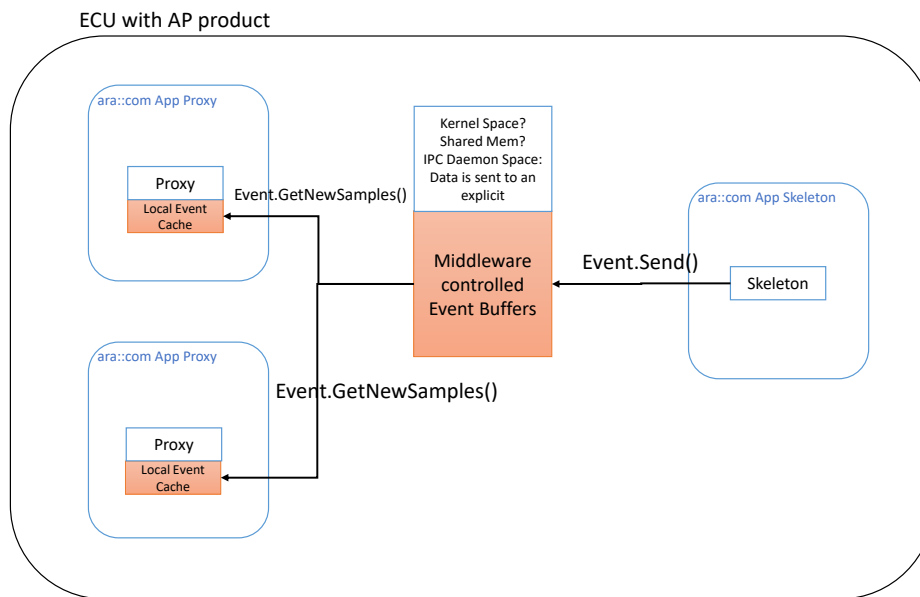 ECU with AP product
ara::com App Proxy
Proxy
Local Event
Cache
Event.GetNewSamples()
Kernel Space?
Shared Mem?
IPC Daemon Space:
Data is sent to an
explicit
Middleware
controlled
Event Buffers
Event.Send()
ara::com App Skeleton
Skeleton
ara::com App Proxy
Event.GetNewSamples()
Proxy
Local Event
Cache